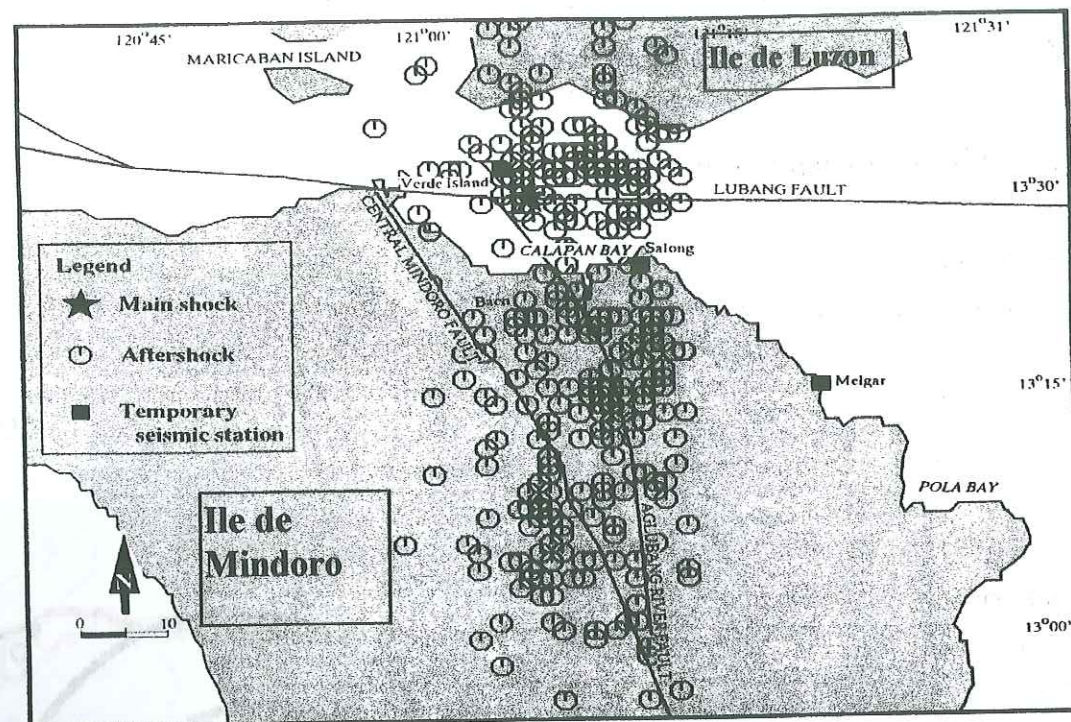 120°45'
121°00'
121°15'
121°31'
MARICABAN ISLAND
Ile de Luzon
Verde Island
LUBANG FAULT
13°30'
CENTRAL MINDORO FAULT
CALAPAN BAY
Salong
Legend
Main shock
Aftershock
Temporary
seismic station
Baco
Melgar
13°15'
POLA BAY
Ile de
Mindoro
AGLUBANG RIVER FAULT
N
0 10
13°00'